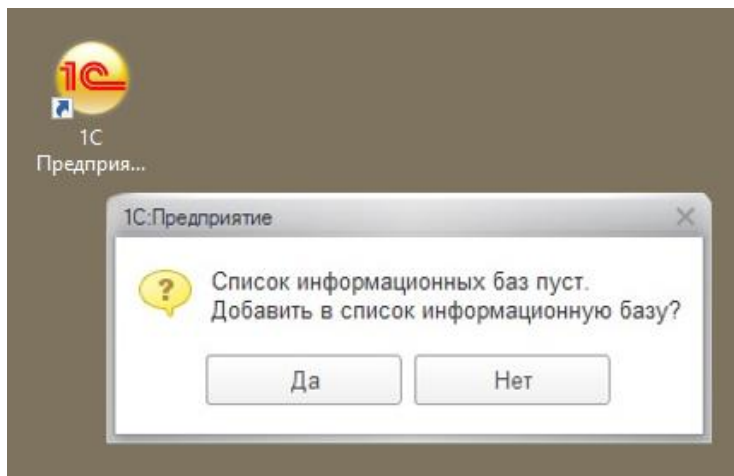 1С
1С
Предприя...
1С:Предприятие
?
Список информационных баз пуст.
Добавить в список информационную базу?
Да
Нет